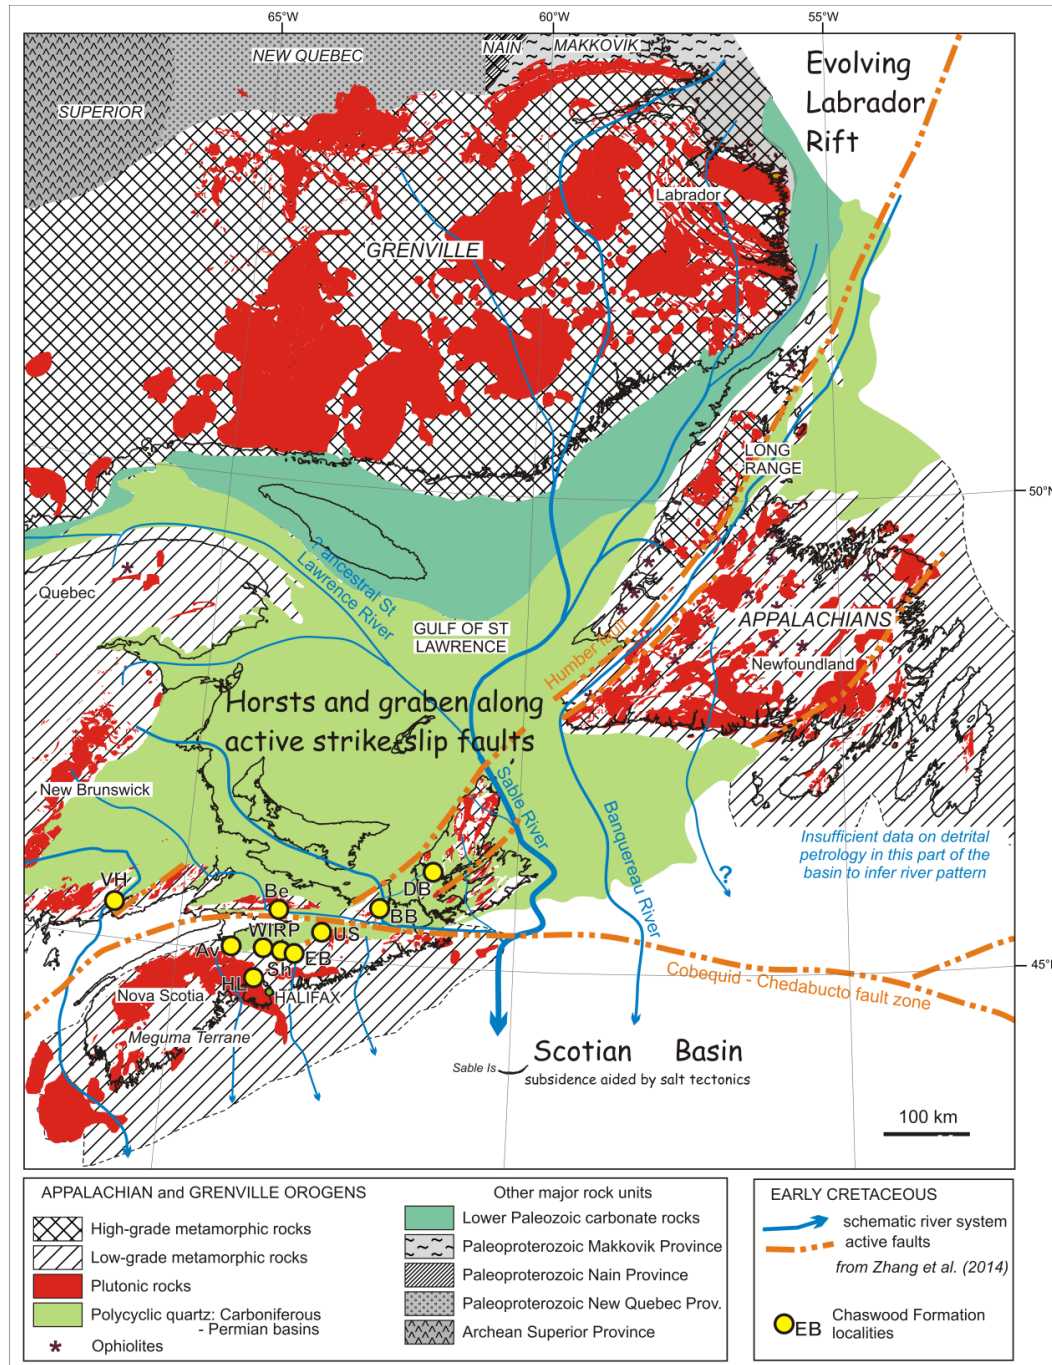 65°W
60°W
55°W
NEW QUEBEC
NAIN
MAKKOVIK
SUPERIOR
Evolving
Labrador
Rift
Labrador
GRENVILLE
LONG
RANGE
50°N
? ancestral St
Lawrence River
Quebec
GULF OF ST
LAWRENCE
APPALACHIANS
Humber fault
Newfoundland
Horsts and graben along
active strike-slip faults
New Brunswick
Sable River
Banquereau River
Insufficient data on detrital
petrology in this part of the
basin to infer river pattern
?
VH
Be
DB
BB
WIRP
US
Av
EB
Sh
HL
HALIFAX
45°N
Cobequid - Chedabucto fault zone
Nova Scotia
Meguma Terrane
Scotian Basin
Sable Is
subsidence aided by salt tectonics
100 km
APPALACHIAN and GRENVILLE OROGENS
High-grade metamorphic rocks
Low-grade metamorphic rocks
Plutonic rocks
Polycyclic quartz: Carboniferous
- Permian basins
Ophiolites
Other major rock units
Lower Paleozoic carbonate rocks
Paleoproterozoic Makkovik Province
Paleoproterozoic Nain Province
Paleoproterozoic New Quebec Prov.
Archean Superior Province
EARLY CRETACEOUS
schematic river system
active faults
from Zhang et al. (2014)
EB
Chaswood Formation
localities